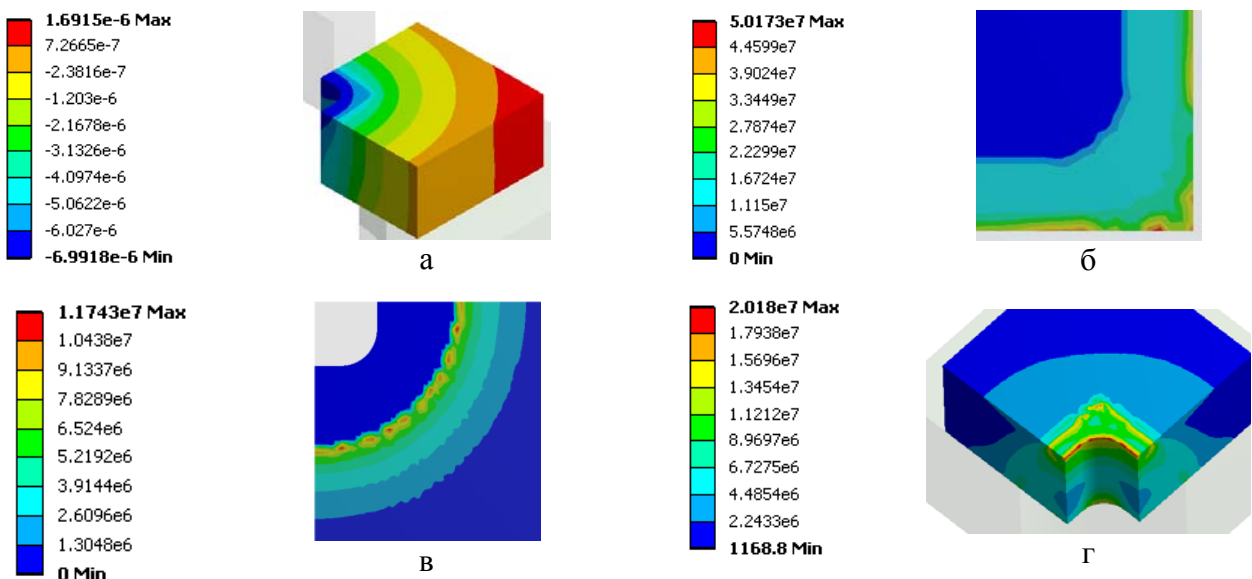 1.6915e-6 Max
7.2665e-7
-2.3816e-7
-1.203e-6
-2.1678e-6
-3.1326e-6
-4.0974e-6
-5.0622e-6
-6.027e-6
-6.9918e-6 Min
а
5.0173e7 Max
4.4599e7
3.9024e7
3.3449e7
2.7874e7
2.2299e7
1.6724e7
1.115e7
5.5748e6
0 Min
б
1.1743e7 Max
1.0438e7
9.1337e6
7.8289e6
6.524e6
5.2192e6
3.9144e6
2.6096e6
1.3048e6
0 Min
в
2.018e7 Max
1.7938e7
1.5696e7
1.3454e7
1.1212e7
8.9697e6
6.7275e6
4.4854e6
2.2433e6
1168.8 Min
г